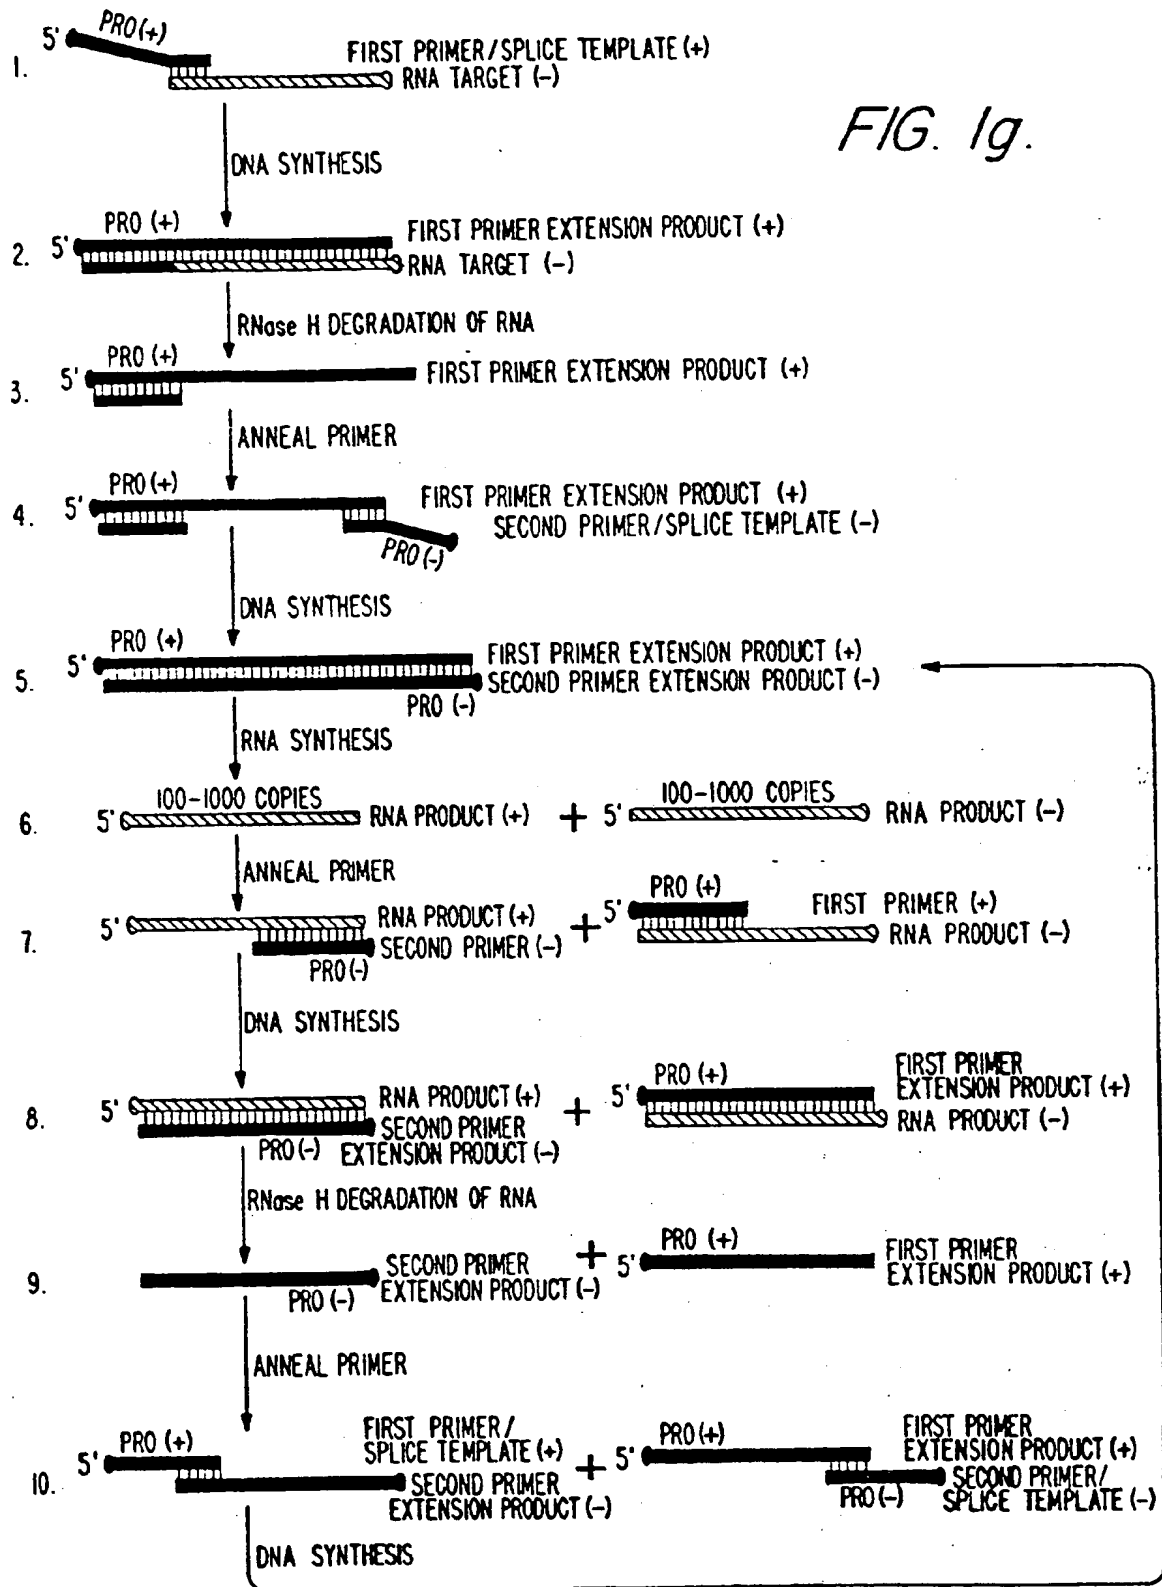 FIG. 1g.
1.
5' PRO (+)
FIRST PRIMER/SPLICE TEMPLATE (+)
RNA TARGET (-)
DNA SYNTHESIS
2.
5' PRO (+)
FIRST PRIMER EXTENSION PRODUCT (+)
RNA TARGET (-)
RNase H DEGRADATION OF RNA
3.
5' PRO (+)
FIRST PRIMER EXTENSION PRODUCT (+)
ANNEAL PRIMER
4.
5' PRO (+)
FIRST PRIMER EXTENSION PRODUCT (+)
SECOND PRIMER/SPLICE TEMPLATE (-)
PRO (-)
DNA SYNTHESIS
5.
5' PRO (+)
FIRST PRIMER EXTENSION PRODUCT (+)
SECOND PRIMER EXTENSION PRODUCT (-)
PRO (-)
RNA SYNTHESIS
6.
100-1000 COPIES
5' RNA PRODUCT (+)
+
100-1000 COPIES
5' RNA PRODUCT (-)
ANNEAL PRIMER
7.
5' RNA PRODUCT (+)
SECOND PRIMER (-)
PRO (-)
+
5' PRO (+)
FIRST PRIMER (+)
RNA PRODUCT (-)
DNA SYNTHESIS
8.
5' RNA PRODUCT (+)
SECOND PRIMER
EXTENSION PRODUCT (-)
PRO (-)
+
5' PRO (+)
FIRST PRIMER
EXTENSION PRODUCT (+)
RNA PRODUCT (-)
RNase H DEGRADATION OF RNA
9.
SECOND PRIMER
EXTENSION PRODUCT (-)
PRO (-)
+
5' PRO (+)
FIRST PRIMER
EXTENSION PRODUCT (+)
ANNEAL PRIMER
10.
5' PRO (+)
FIRST PRIMER/
SPLICE TEMPLATE (+)
SECOND PRIMER
EXTENSION PRODUCT (-)
+
5' PRO (+)
FIRST PRIMER
EXTENSION PRODUCT (+)
SECOND PRIMER/
SPLICE TEMPLATE (-)
PRO (-)
DNA SYNTHESIS